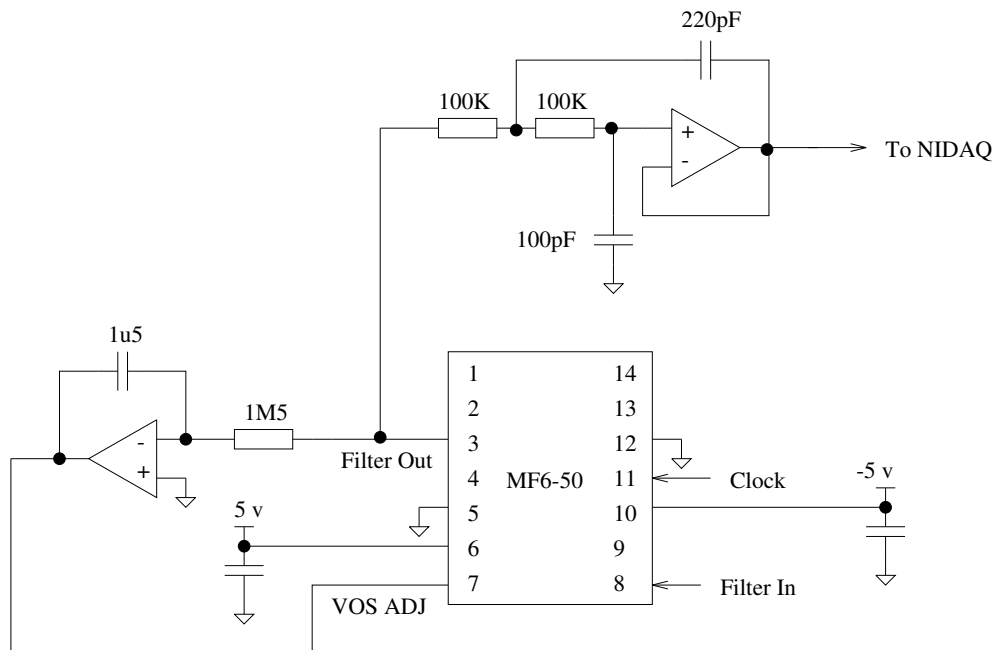 220pF
100K 100K
+
-
To NIDAQ
100pF
1u5
1M5
-
+
Filter Out
5 v
VOS ADJ
MF6-50
1 14
2 13
3 12
4 11
5 10
6 9
7 8
Clock
-5 v
Filter In